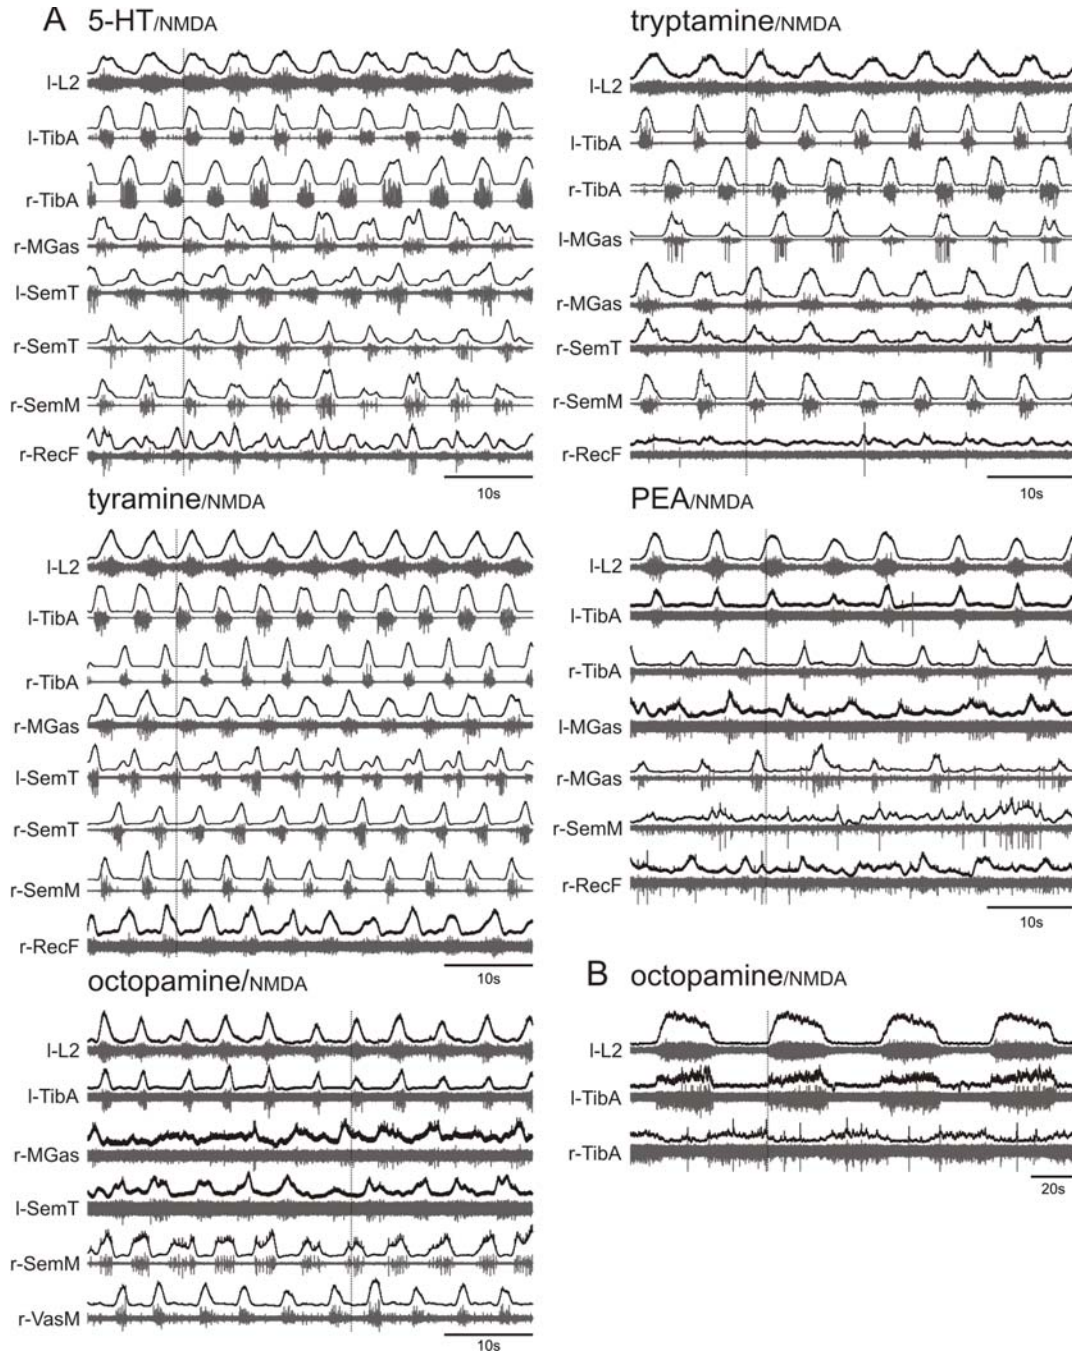 A 5-HT/NMDA
l-L2
l-TibA
r-TibA
r-MGas
l-SemT
r-SemT
r-SemM
r-RecF
10s
tryptamine/NMDA
l-L2
l-TibA
r-TibA
l-MGas
r-MGas
r-SemT
r-SemM
r-RecF
10s
tyramine/NMDA
l-L2
l-TibA
r-TibA
r-MGas
l-SemT
r-SemT
r-SemM
r-RecF
10s
PEA/NMDA
l-L2
l-TibA
r-TibA
l-MGas
r-MGas
r-SemM
r-RecF
10s
octopamine/NMDA
l-L2
l-TibA
r-MGas
l-SemT
r-SemM
r-VasM
10s
B octopamine/NMDA
l-L2
l-TibA
r-TibA
20s